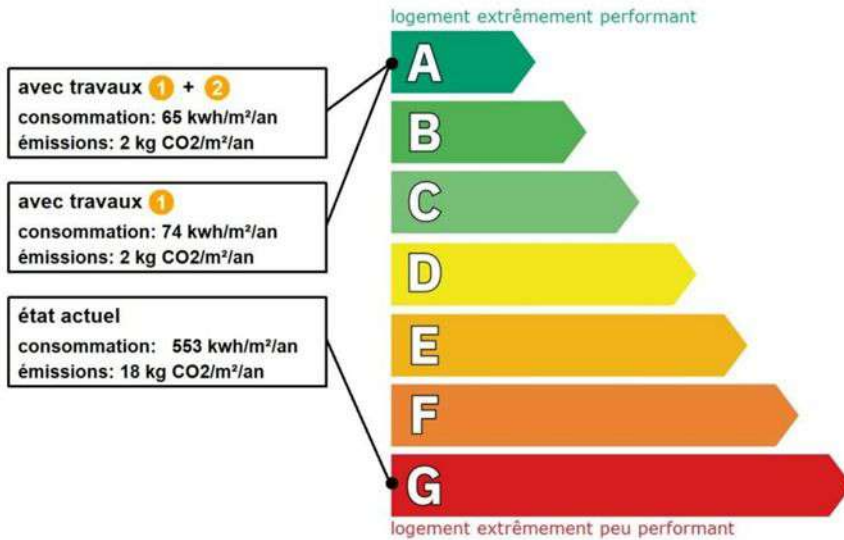 logement extrêmement performant
avec travaux 1 + 2
consommation: 65 kwh/m²/an
émissions: 2 kg CO2/m²/an
avec travaux 1
consommation: 74 kwh/m²/an
émissions: 2 kg CO2/m²/an
état actuel
consommation: 553 kwh/m²/an
émissions: 18 kg CO2/m²/an
A
B
C
D
E
F
G
logement extrêmement peu performant